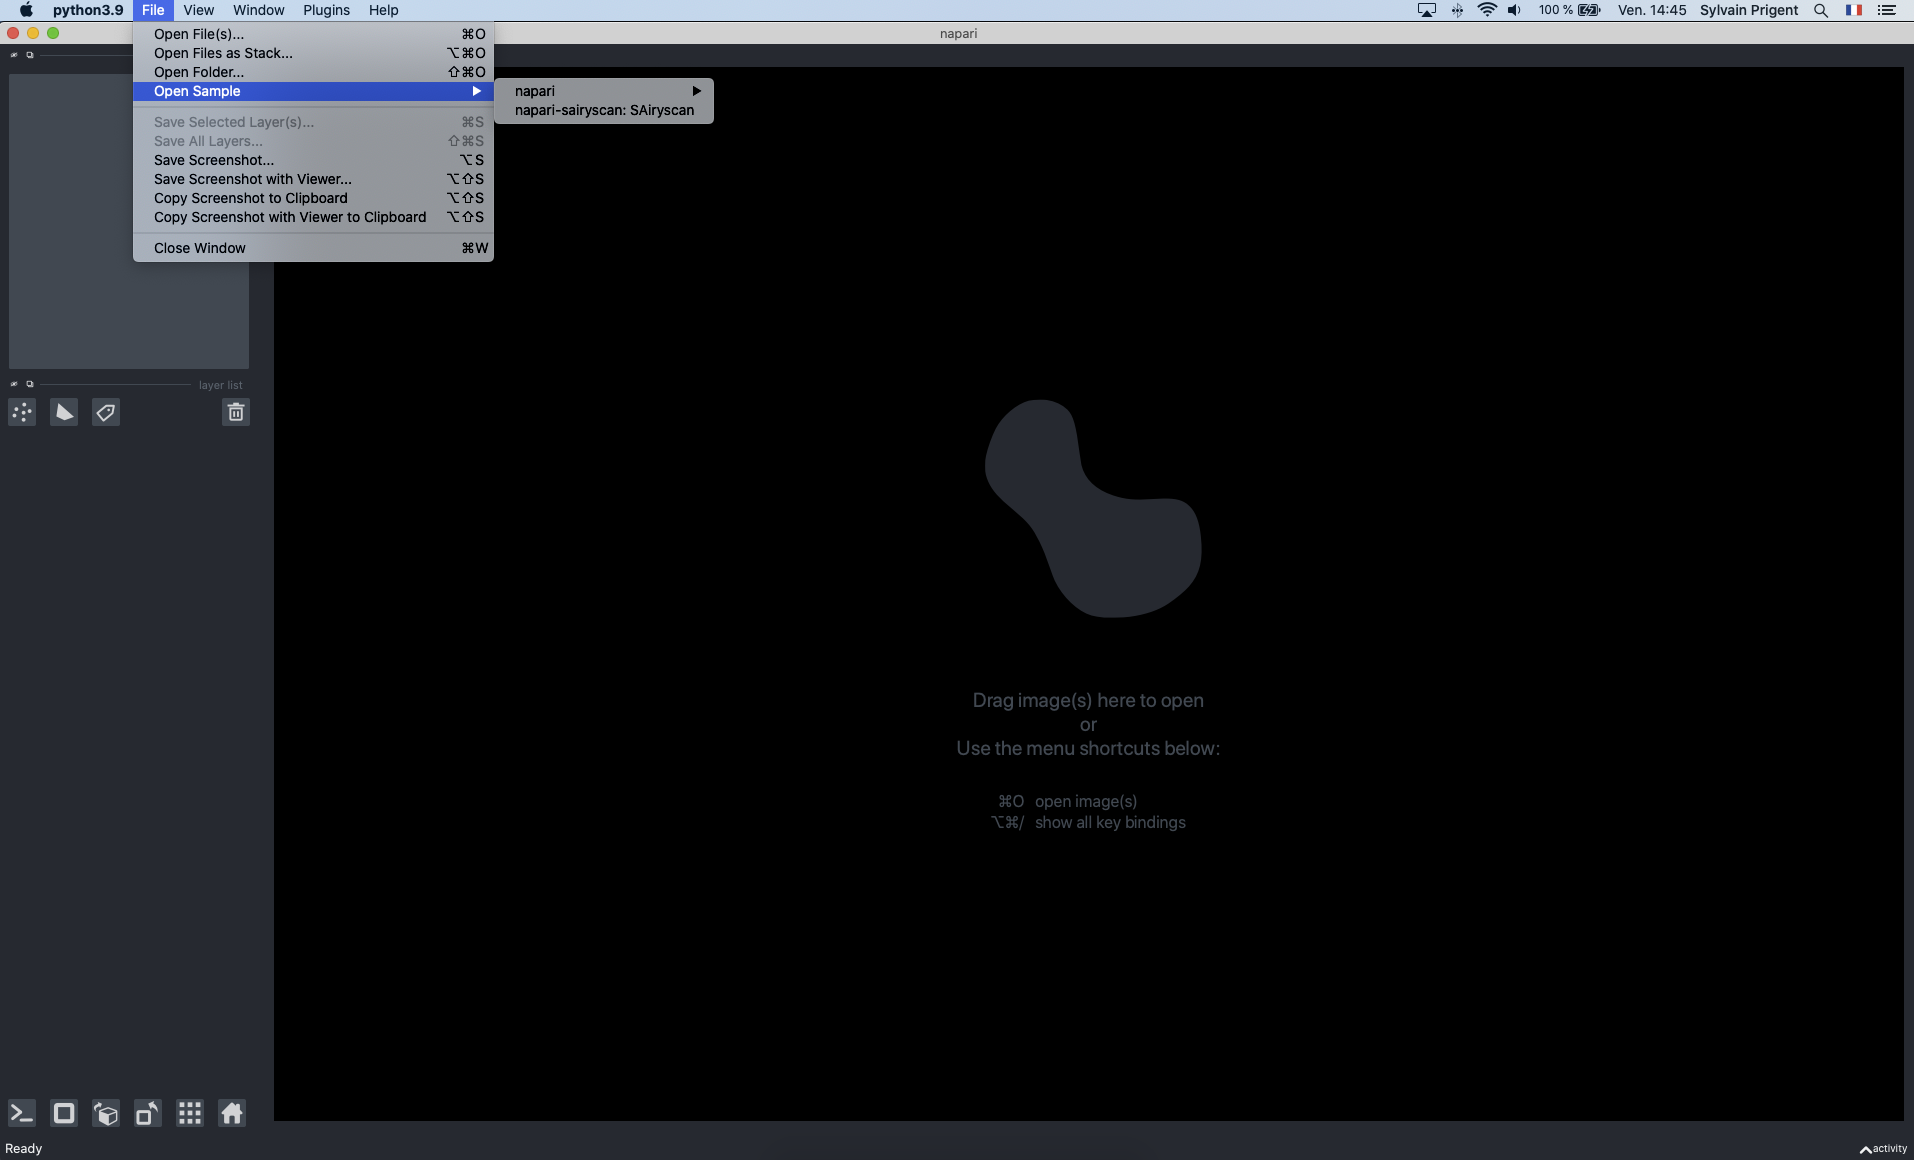 python3.9 File View Window Plugins Help 100 % Ven. 14:45 Sylvain Prigent
napari
Open File(s)... ⌘O
Open Files as Stack... ⌥⌘O
Open Folder... ⇧⌘O
Open Sample
napari
napari-sairyscan: SAiryscan
Save Selected Layer(s)... ⌘S
Save All Layers... ⇧⌘S
Save Screenshot... ⌥S
Save Screenshot with Viewer... ⌥⇧S
Copy Screenshot to Clipboard ⌥⇧S
Copy Screenshot with Viewer to Clipboard ⌥⇧S
Close Window ⌘W
layer list
Drag image(s) here to open
or
Use the menu shortcuts below:
⌘O open image(s)
⌥⌘/ show all key bindings
Ready
activity